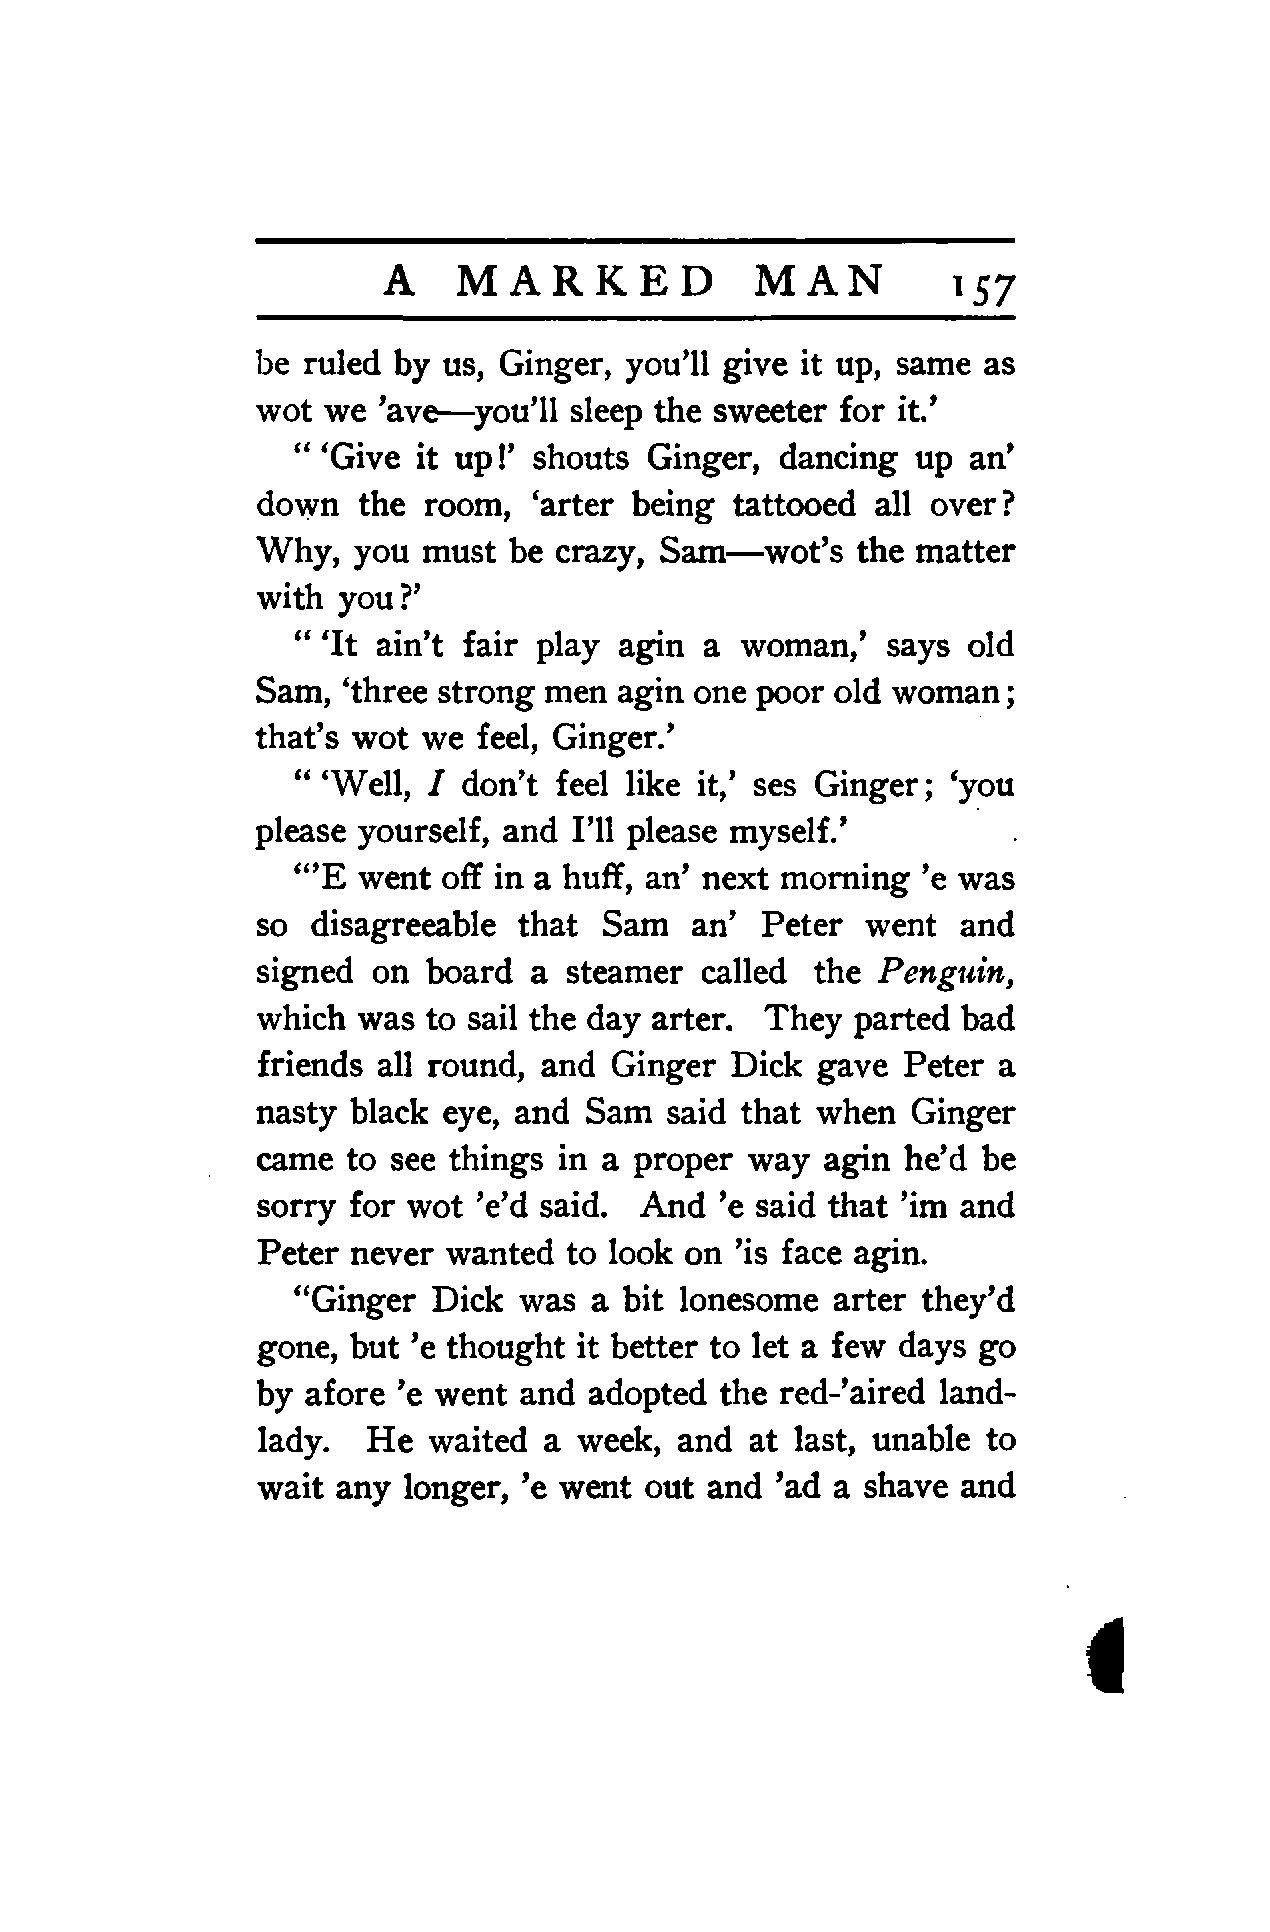 A MARKED MAN 157
be ruled by us, Ginger, you'll give it up, same as
wot we 'ave—you'll sleep the sweeter for it.'
“ ‘Give it up!’ shouts Ginger, dancing up an’
down the room, ‘arter being tattooed all over?
Why, you must be crazy, Sam—wot’s the matter
with you?’
“ ‘It ain’t fair play agin a woman,’ says old
Sam, ‘three strong men agin one poor old woman;
that’s wot we feel, Ginger.’
“ ‘Well, I don’t feel like it,’ ses Ginger; ‘you
please yourself, and I’ll please myself.’
“’E went off in a huff, an’ next morning ’e was
so disagreeable that Sam an’ Peter went and
signed on board a steamer called the Penguin,
which was to sail the day arter. They parted bad
friends all round, and Ginger Dick gave Peter a
nasty black eye, and Sam said that when Ginger
came to see things in a proper way agin he’d be
sorry for wot ’e’d said. And ’e said that ’im and
Peter never wanted to look on ’is face agin.
“Ginger Dick was a bit lonesome arter they’d
gone, but ’e thought it better to let a few days go
by afore ’e went and adopted the red-’aired land-
lady. He waited a week, and at last, unable to
wait any longer, ’e went out and ’ad a shave and